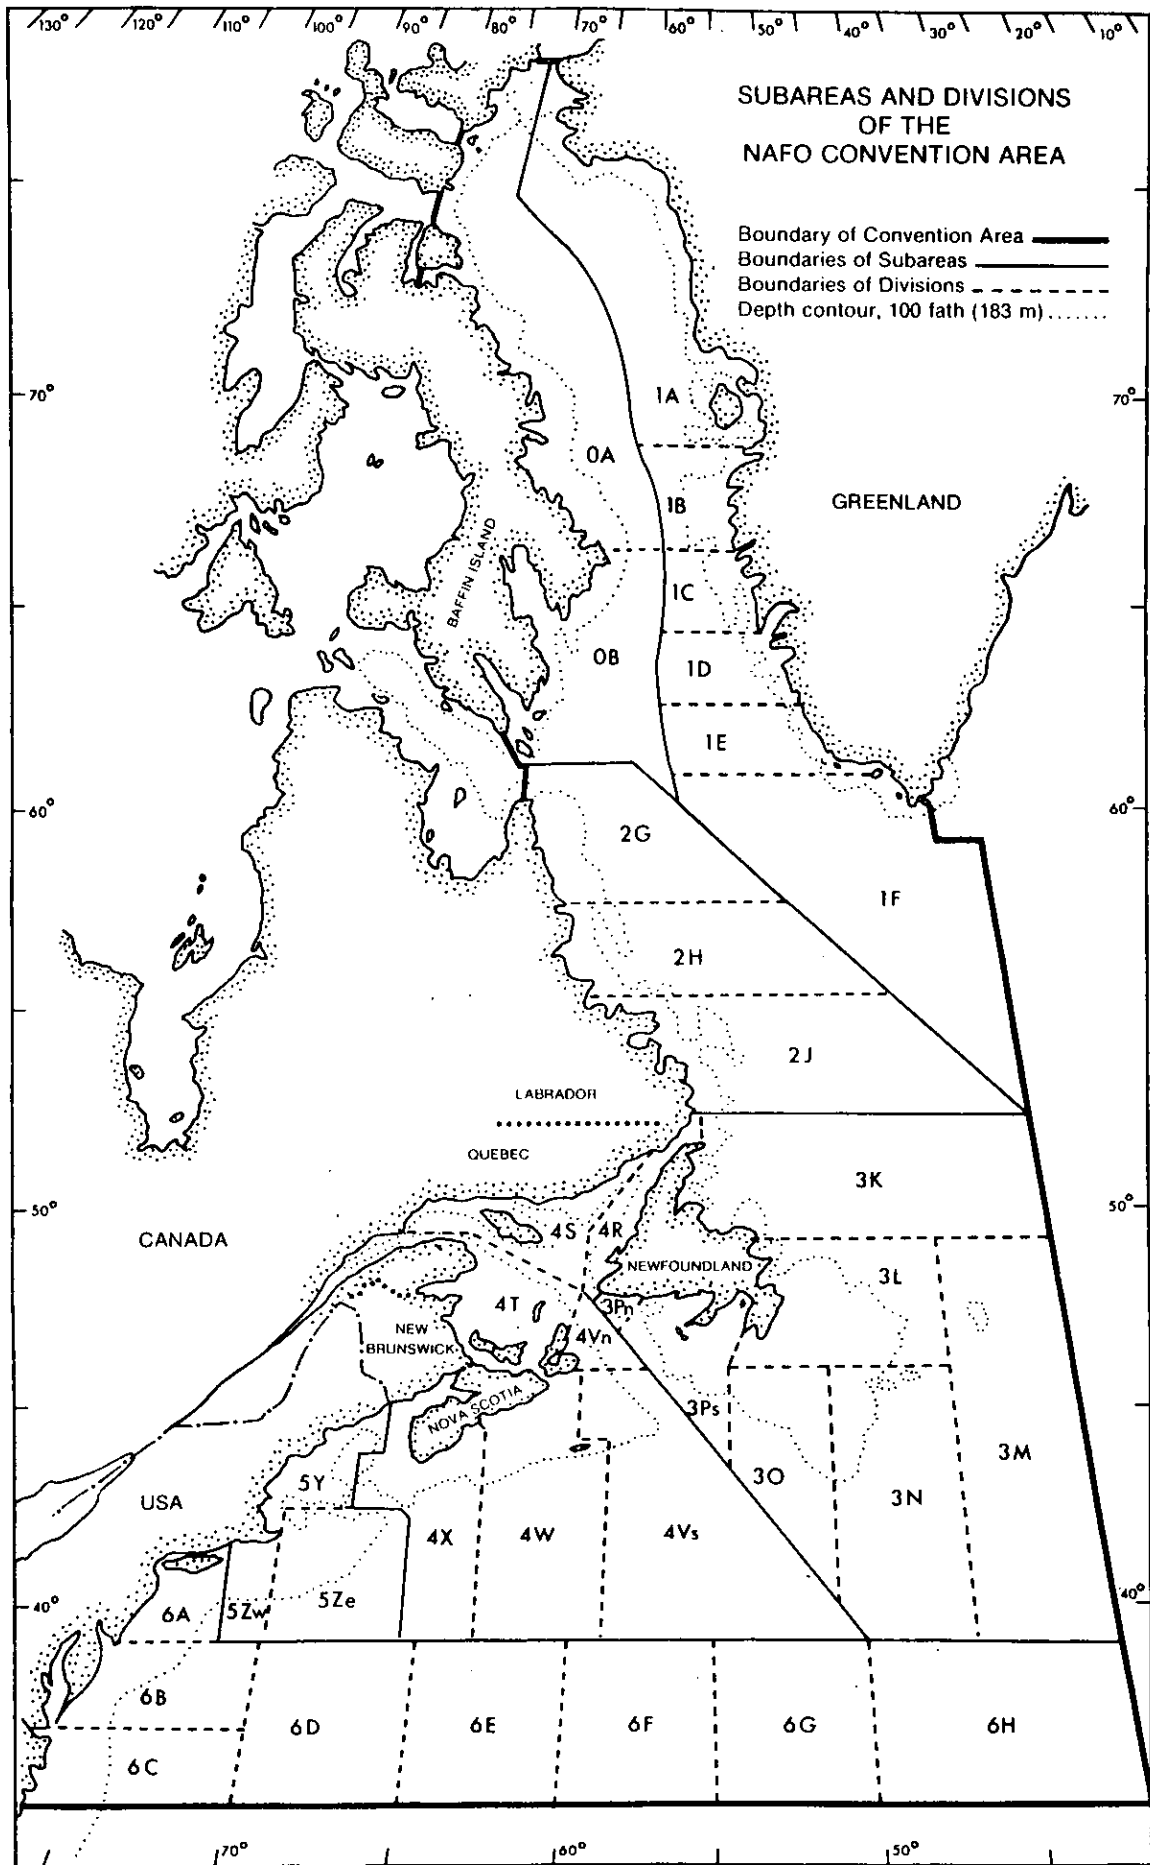 130° 120° 110° 100° 90° 80° 70° 60° 50° 40° 30° 20° 10°
SUBAREAS AND DIVISIONS
OF THE
NAFO CONVENTION AREA
Boundary of Convention Area
Boundaries of Subareas
Boundaries of Divisions
Depth contour, 100 fath (183 m)
70°
1A
70°
0A
1B
GREENLAND
BAFFIN ISLAND
1C
0B
1D
1E
60°
60°
2G
1F
2H
2J
LABRADOR
QUEBEC
3K
50°
50°
CANADA
4S
4R
NEWFOUNDLAND
3L
4T
3Pn
NEW
BRUNSWICK
4Vn
NOVA SCOTIA
3Ps
3M
5Y
3O
3N
USA
4X
4W
4Vs
40°
6A
5Zw
5Ze
40°
6B
6D
6E
6F
6G
6H
6C
70°
60°
50°